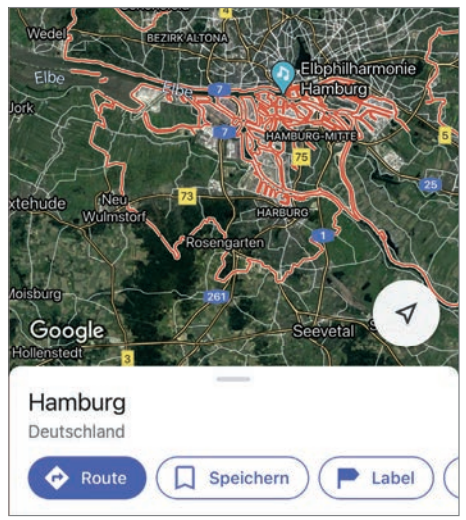 4
Wedel
BEZIRK ALTONA
Elbphilharmonie
Hamburg
Elbe
Elbe
7
Jork
7
HAMBURG-MITTE
5
75
25
73
xtehude
Neu
Wulmstorf
HARBURG
1
Rosengarten
Moisburg
261
Google
Seevetal
Hollenstedt
3
Hamburg
Deutschland
Route
Speichern
Label